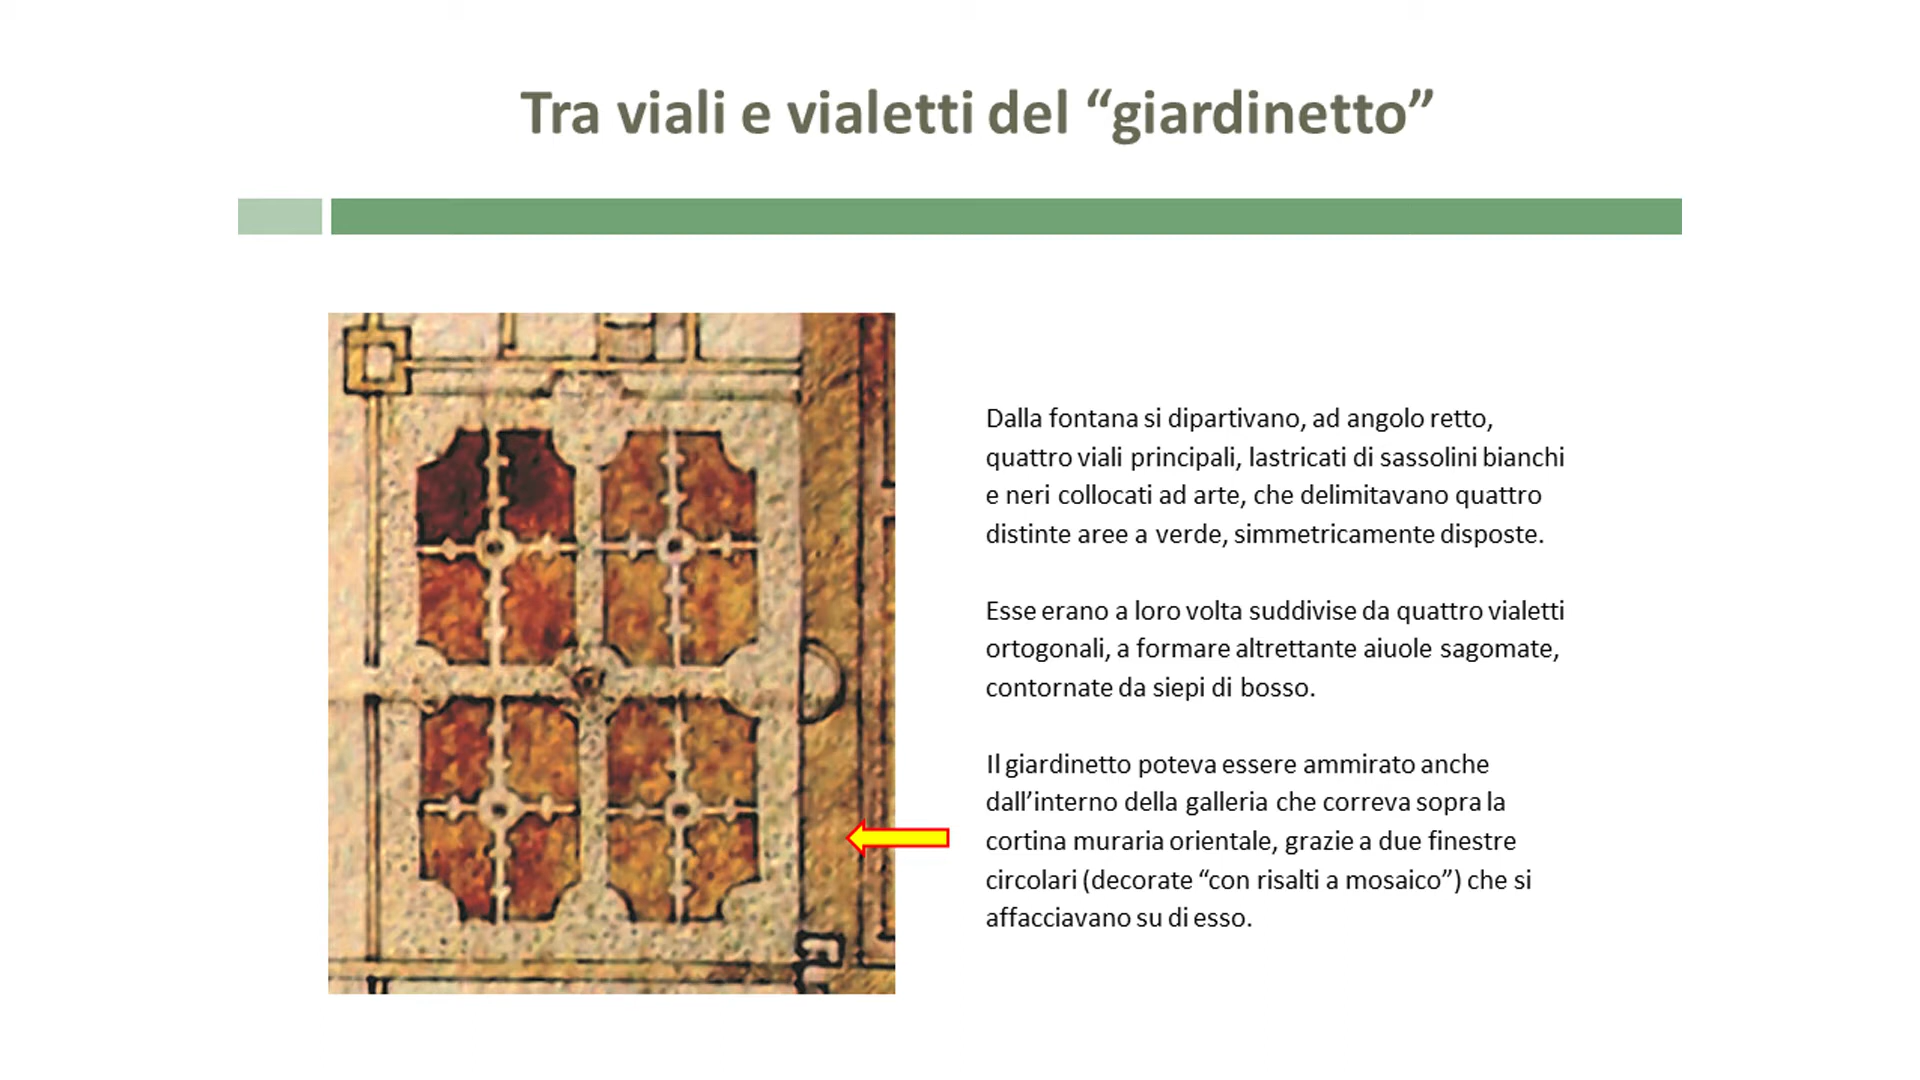 Tra viali e vialetti del “giardinetto”
Dalla fontana si dipartivano, ad angolo retto,
quattro viali principali, lastricati di sassolini bianchi
e neri collocati ad arte, che delimitavano quattro
distinte aree a verde, simmetricamente disposte.
Esse erano a loro volta suddivise da quattro vialetti
ortogonali, a formare altrettante aiuole sagomate,
contornate da siepi di bosso.
Il giardinetto poteva essere ammirato anche
dall’interno della galleria che correva sopra la
cortina muraria orientale, grazie a due finestre
circolari (decorate “con risalti a mosaico”) che si
affacciavano su di esso.